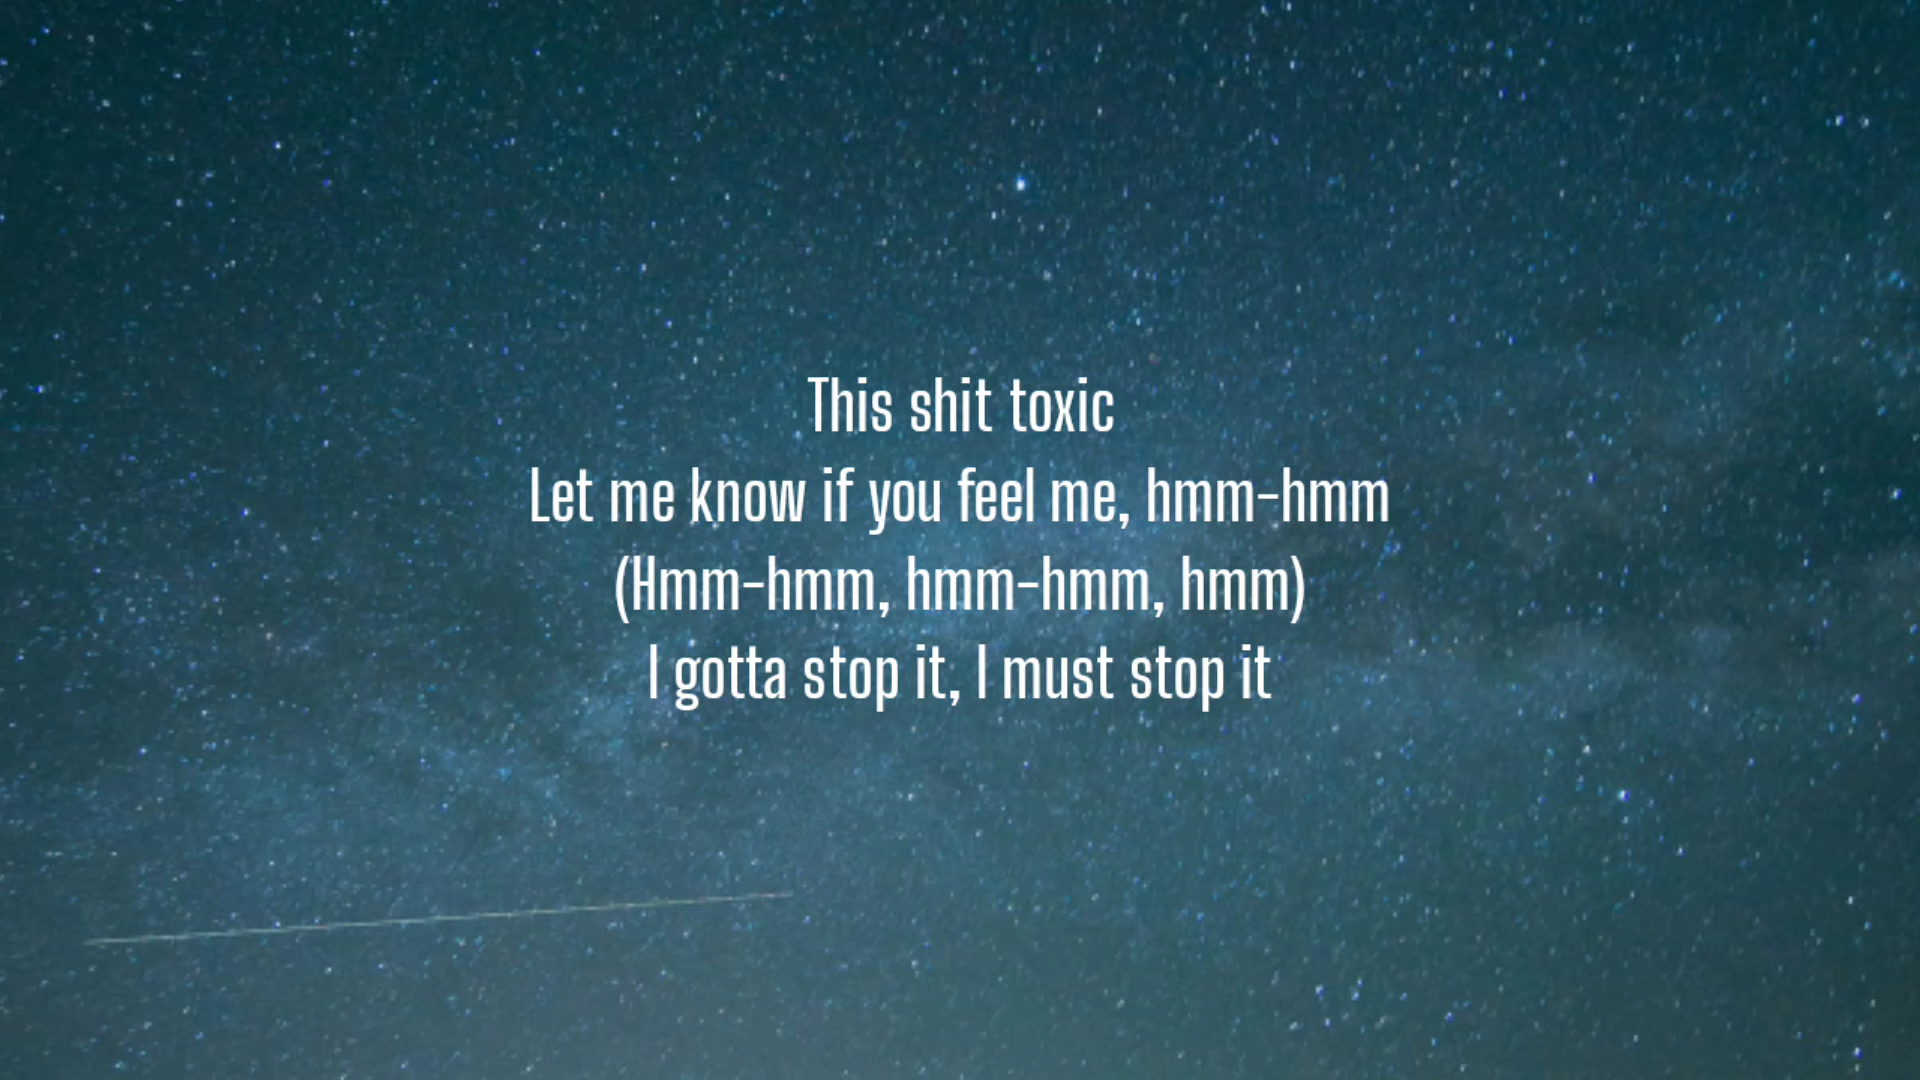 This shit toxic
Let me know if you feel me, hmm-hmm
(Hmm-hmm, hmm-hmm, hmm)
I gotta stop it, I must stop it